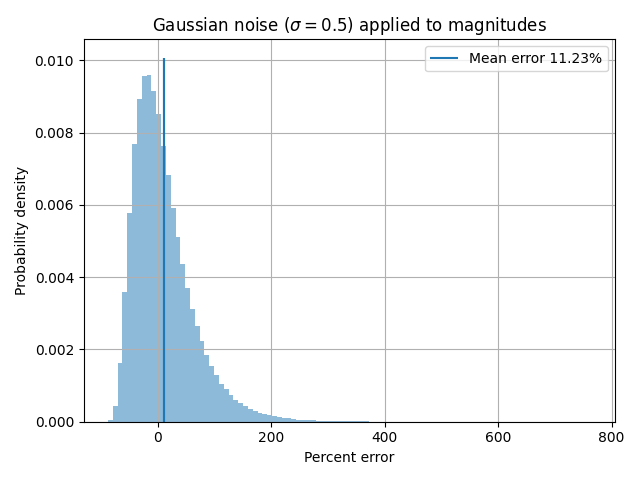 Gaussian noise (σ = 0.5) applied to magnitudes
Mean error 11.23%
Probability density
0.010
0.008
0.006
0.004
0.002
0.000
0 200 400 600 800
Percent error